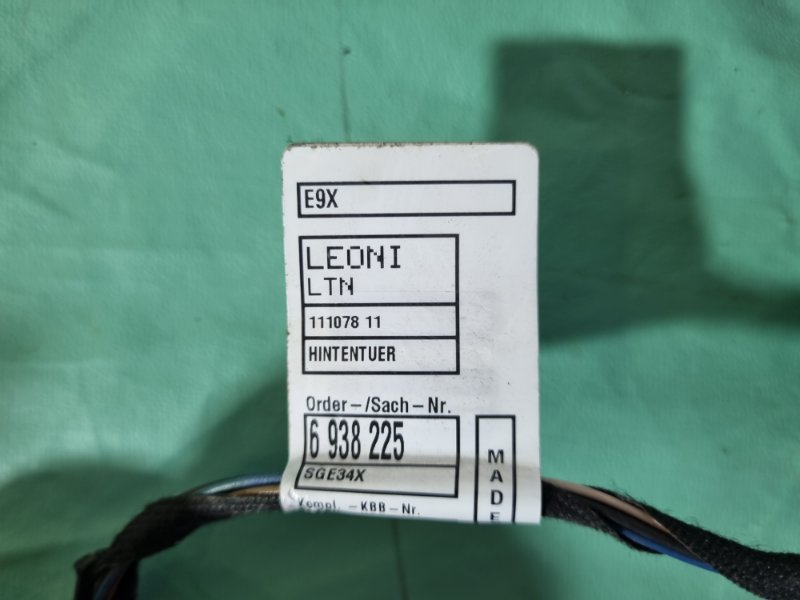 E9X
LEONI
LTN
111078 11
HINTENTUER
Order-/Sach-Nr.
6 938 225
SGE34X
Kompl. -KBB-Nr.
MADE